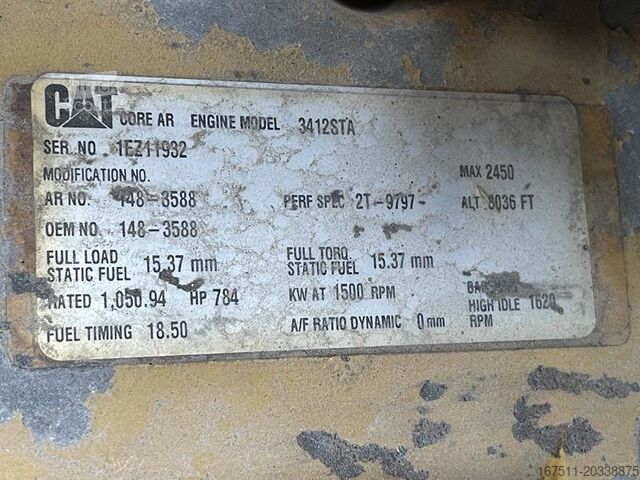 CAT CORE AR ENGINE MODEL 3412STA
SER NO. 1EZ11932
MODIFICATION NO. MAX 2450
AR NO. 148-3588 PERF SPEC 2T-9797- ALT 8036 FT
OEM NO. 148-3588
FULL LOAD STATIC FUEL 15.37 mm FULL TORQ STATIC FUEL 15.37 mm
RATED 1,050.94 HP 784 KW AT 1500 RPM HIGH IDLE 1620 RPM
FUEL TIMING 18.50 A/F RATIO DYNAMIC 0 mm
167511-20338875